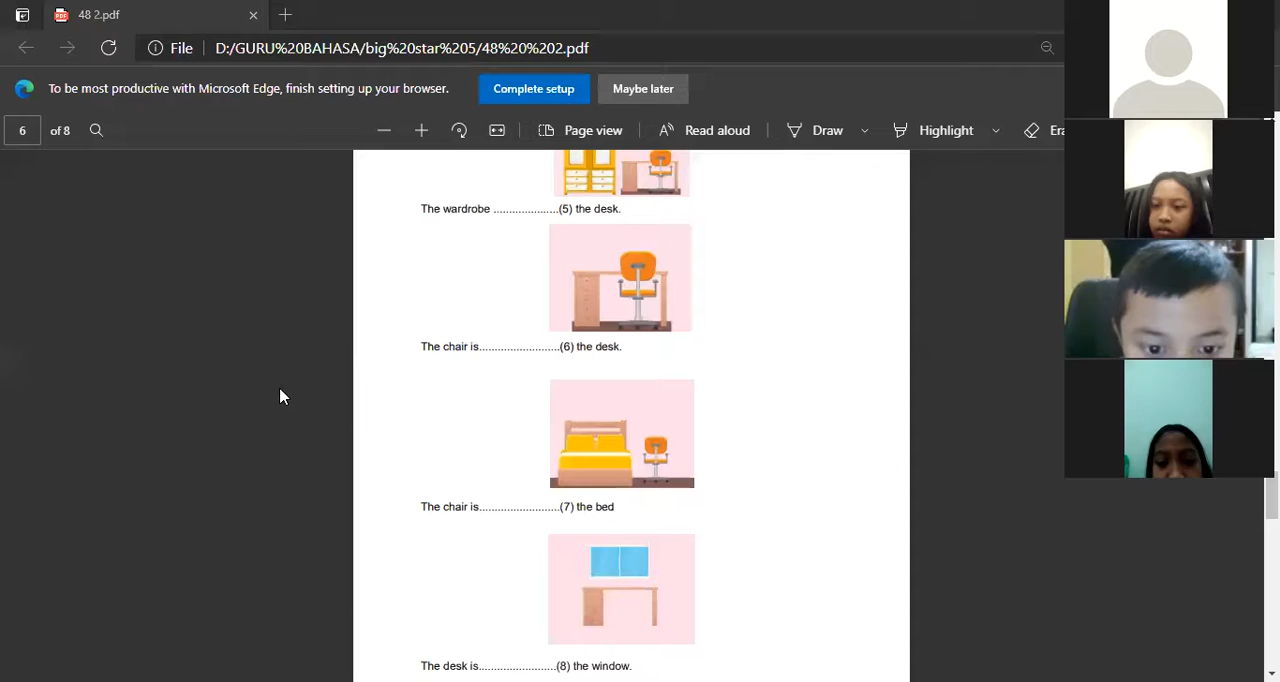 48 2.pdf
File D:/GURU%20BAHASA/big%20star%205/48%20%202.pdf
To be most productive with Microsoft Edge, finish setting up your browser. Complete setup Maybe later
6 of 8 Page view Read aloud Draw Highlight Era
The wardrobe .....................(5) the desk.
The chair is..........................(6) the desk.
The chair is..........................(7) the bed
The desk is.........................(8) the window.